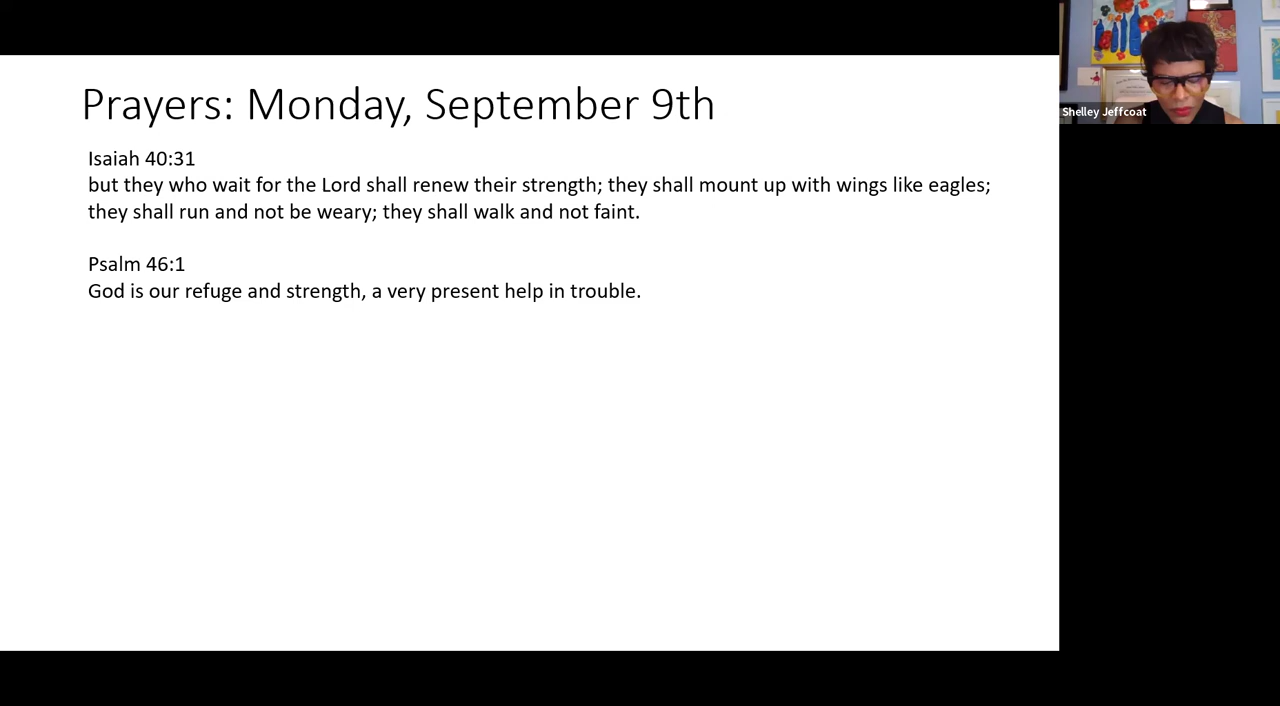 Prayers: Monday, September 9th
Isaiah 40:31
but they who wait for the Lord shall renew their strength; they shall mount up with wings like eagles;
they shall run and not be weary; they shall walk and not faint.
Psalm 46:1
God is our refuge and strength, a very present help in trouble.
Shelley Jeffcoat